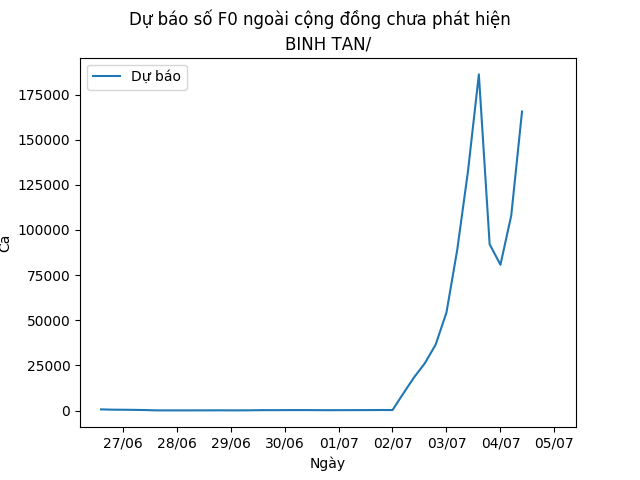 Dự báo số F0 ngoài cộng đồng chưa phát hiện
BINH TAN/
Dự báo
175000
150000
125000
100000
75000
50000
25000
0
Ca
27/06 28/06 29/06 30/06 01/07 02/07 03/07 04/07 05/07
Ngày